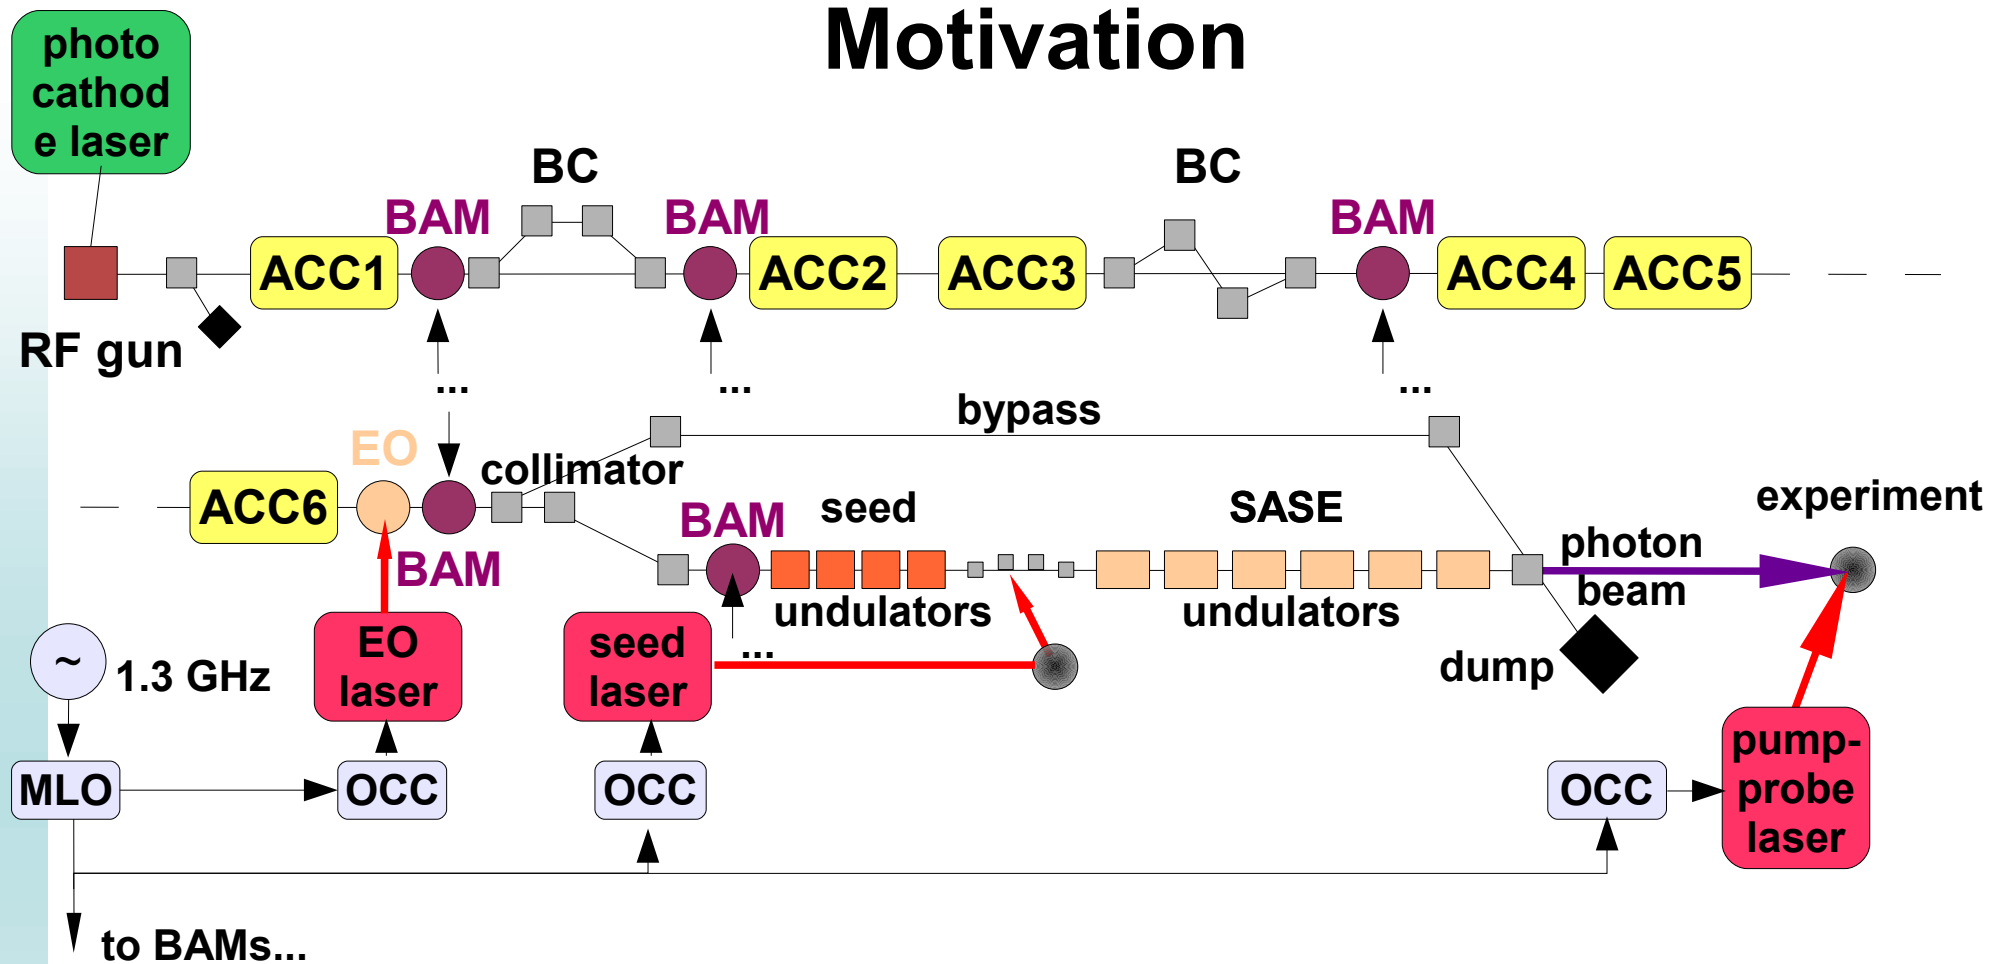 Motivation
photo
cathod
e laser
BC
BC
BAM
BAM
BAM
ACC1
ACC2
ACC3
ACC4
ACC5
RF gun
...
...
...
bypass
EO
collimator
ACC6
BAM
BAM
seed
SASE
experiment
photon
beam
undulators
undulators
EO
laser
seed
laser
...
dump
~
1.3 GHz
pump-
probe
laser
MLO
OCC
OCC
OCC
to BAMs...